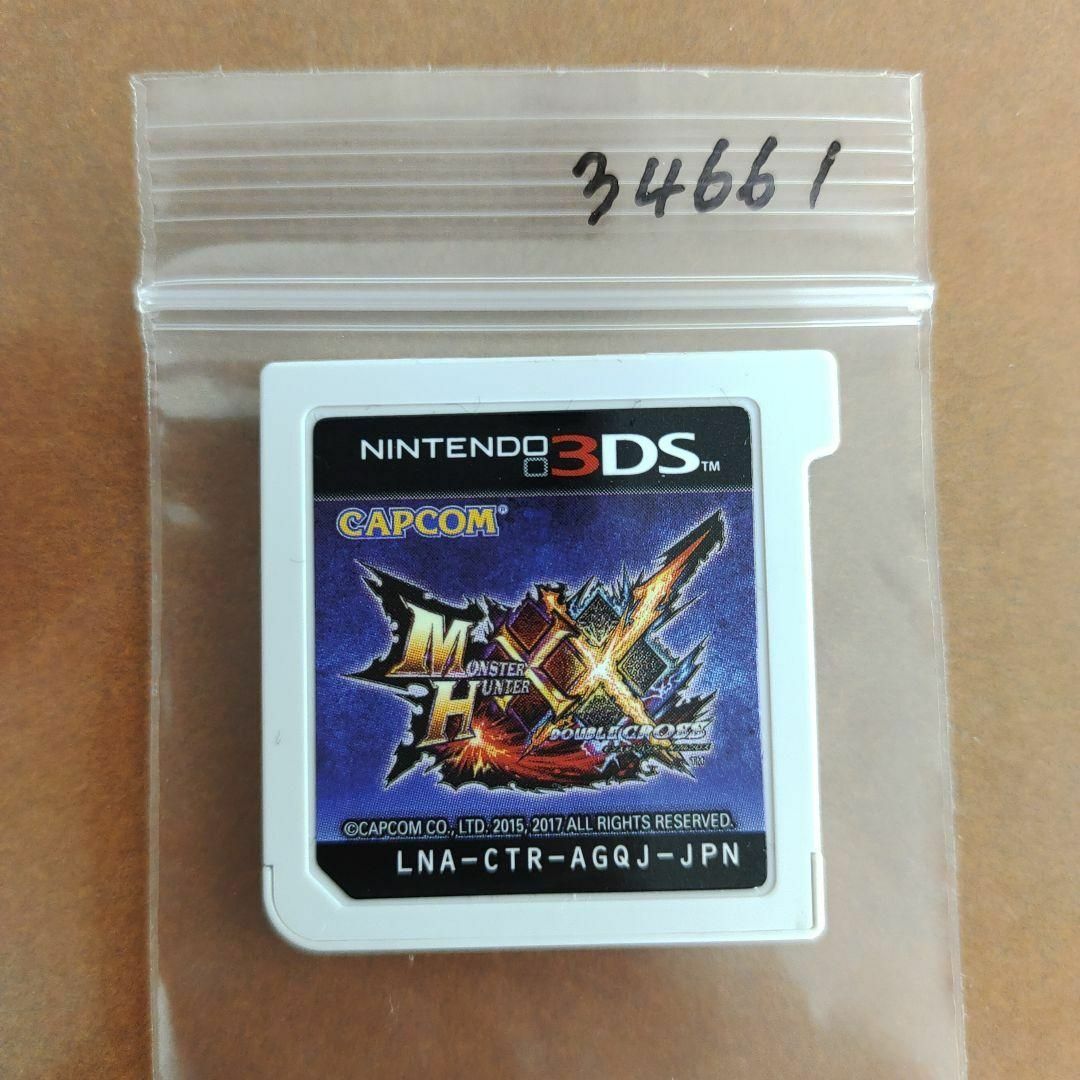 34661
NINTENDO 3DS™
CAPCOM®
MONSTER
HUNTER
XX
DOUBLE CROSS
TM
©CAPCOM CO., LTD. 2015, 2017 ALL RIGHTS RESERVED.
LNA-CTR-AGQJ-JPN